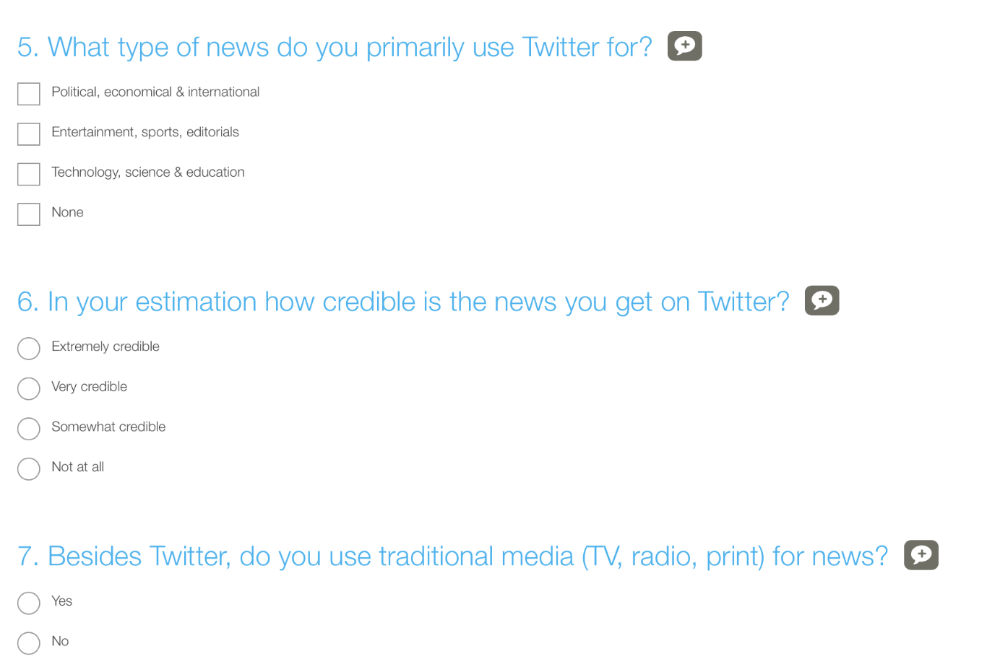 5. What type of news do you primarily use Twitter for?
Political, economical & international
Entertainment, sports, editorials
Technology, science & education
None
6. In your estimation how credible is the news you get on Twitter?
Extremely credible
Very credible
Somewhat credible
Not at all
7. Besides Twitter, do you use traditional media (TV, radio, print) for news?
Yes
No